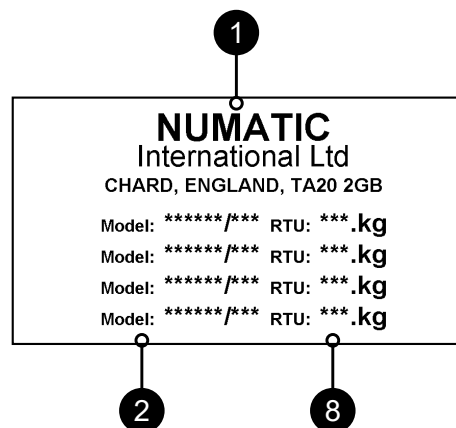 1
NUMATIC
International Ltd
CHARD, ENGLAND, TA20 2GB
Model: ******/*** RTU: ***.kg
Model: ******/*** RTU: ***.kg
Model: ******/*** RTU: ***.kg
Model: ******/*** RTU: ***.kg
2 8